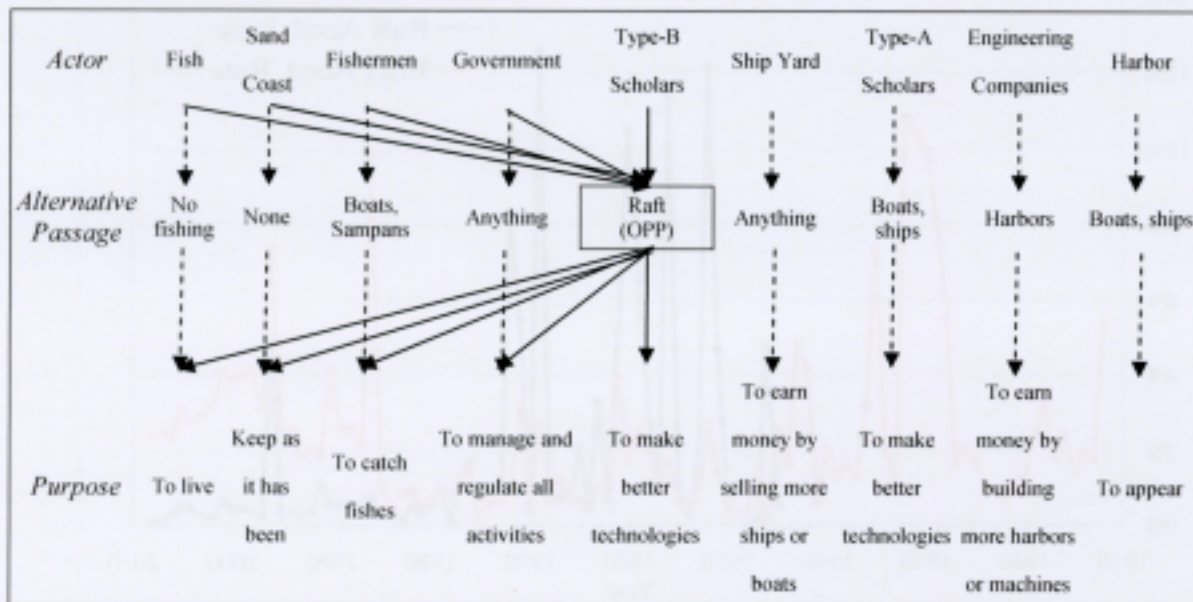 Actor Fish Sand Coast Fishermen Government Type-B Scholars Ship Yard Type-A Scholars Engineering Companies Harbor
Alternative Passage No fishing None Boats, Sampans Anything Raft (OPP) Anything Boats, ships Harbors Boats, ships
Purpose To live Keep as it has been To catch fishes To manage and regulate all activities To make better technologies To earn money by selling more ships or boats To make better technologies To earn money by building more harbors or machines To appear